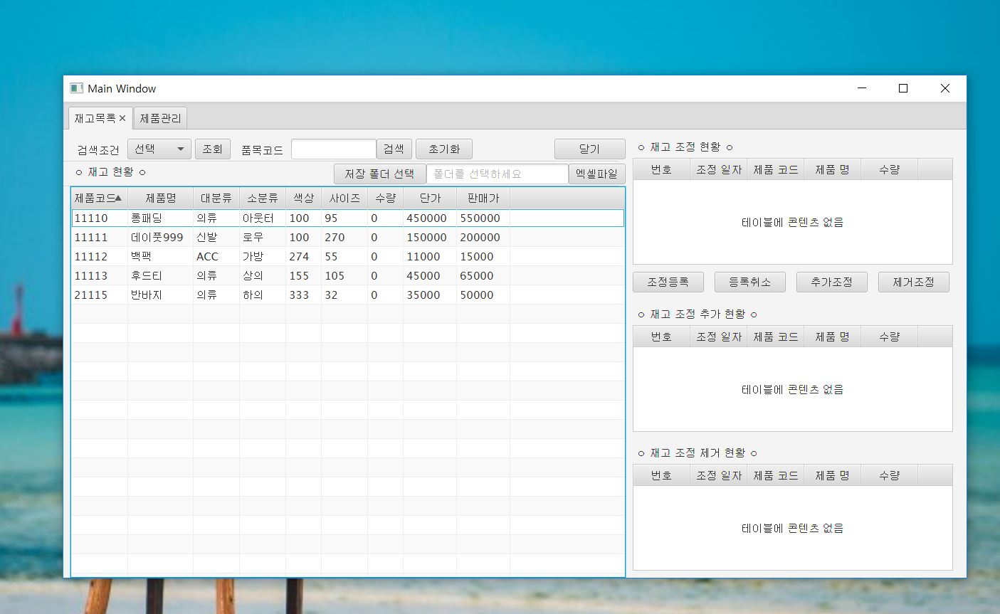 Main Window
재고목록 × 제품관리
검색조건 선택 조회 품목코드 검색 초기화 닫기
ㅇ 재고 현황 ㅇ 저장 폴더 선택 폴더를 선택하세요 엑셀파일
제품코드▲ 제품명 대분류 소분류 색상 사이즈 수량 단가 판매가
11110 롱패딩 의류 아웃터 100 95 0 450000 550000
11111 데이풋999 신발 로우 100 270 0 150000 200000
11112 백팩 ACC 가방 274 55 0 11000 15000
11113 후드티 의류 상의 155 105 0 45000 65000
21115 반바지 의류 하의 333 32 0 35000 50000
ㅇ 재고 조정 현황 ㅇ
번호 조정 일자 제품 코드 제품 명 수량
테이블에 콘텐츠 없음
조정등록 등록취소 추가조정 제거조정
ㅇ 재고 조정 추가 현황 ㅇ
번호 조정 일자 제품 코드 제품 명 수량
테이블에 콘텐츠 없음
ㅇ 재고 조정 제거 현황 ㅇ
번호 조정 일자 제품 코드 제품 명 수량
테이블에 콘텐츠 없음